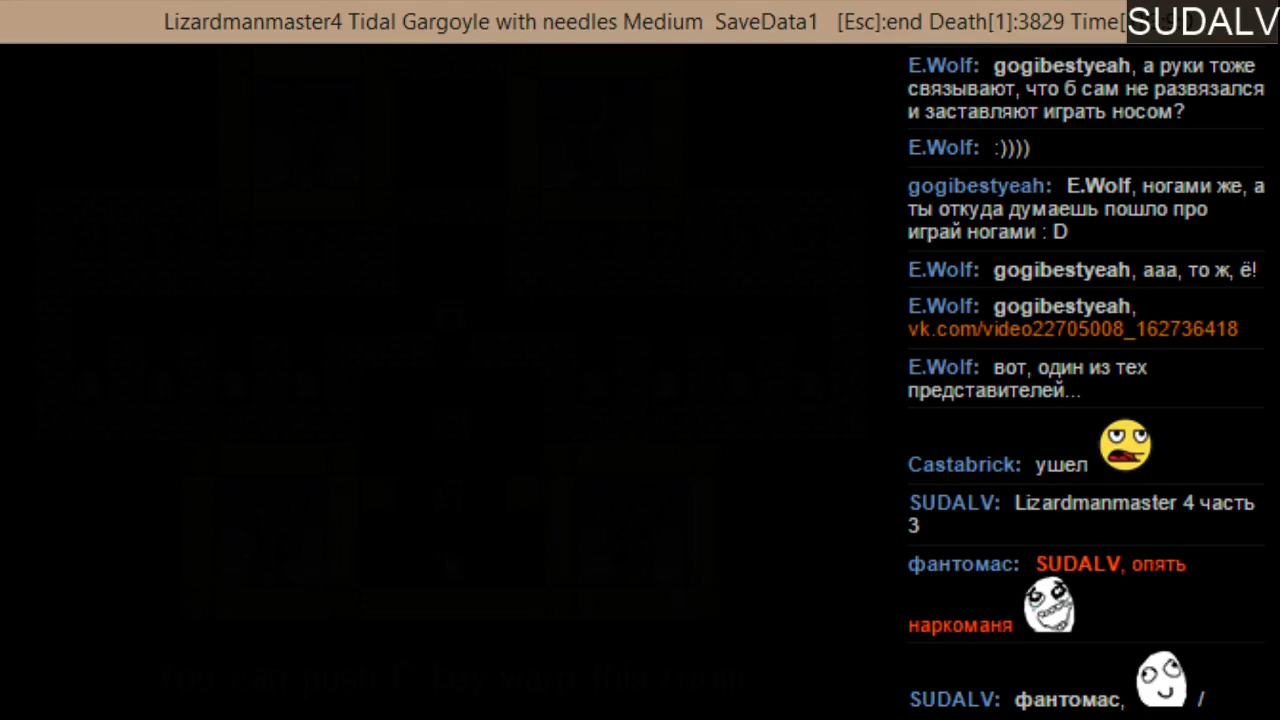 Lizardmanmaster4 Tidal Gargoyle with needles Medium SaveData1 [Esc]:end Death[1]:3829 Time[
SUDALV
E.Wolf: gogibestyeah, а руки тоже
связывают, что б сам не развязался
и заставляют играть носом?
E.Wolf: :))))
gogibestyeah: E.Wolf, ногами же, а
ты откуда думаешь пошло про
играй ногами : D
E.Wolf: gogibestyeah, ааа, то ж, ё!
E.Wolf: gogibestyeah,
vk.com/video22705008_162736418
E.Wolf: вот, один из тех
представителей...
Castabrick: ушел
SUDALV: Lizardmanmaster 4 часть
3
фантомас: SUDALV, опять
наркоманя
SUDALV: фантомас, /